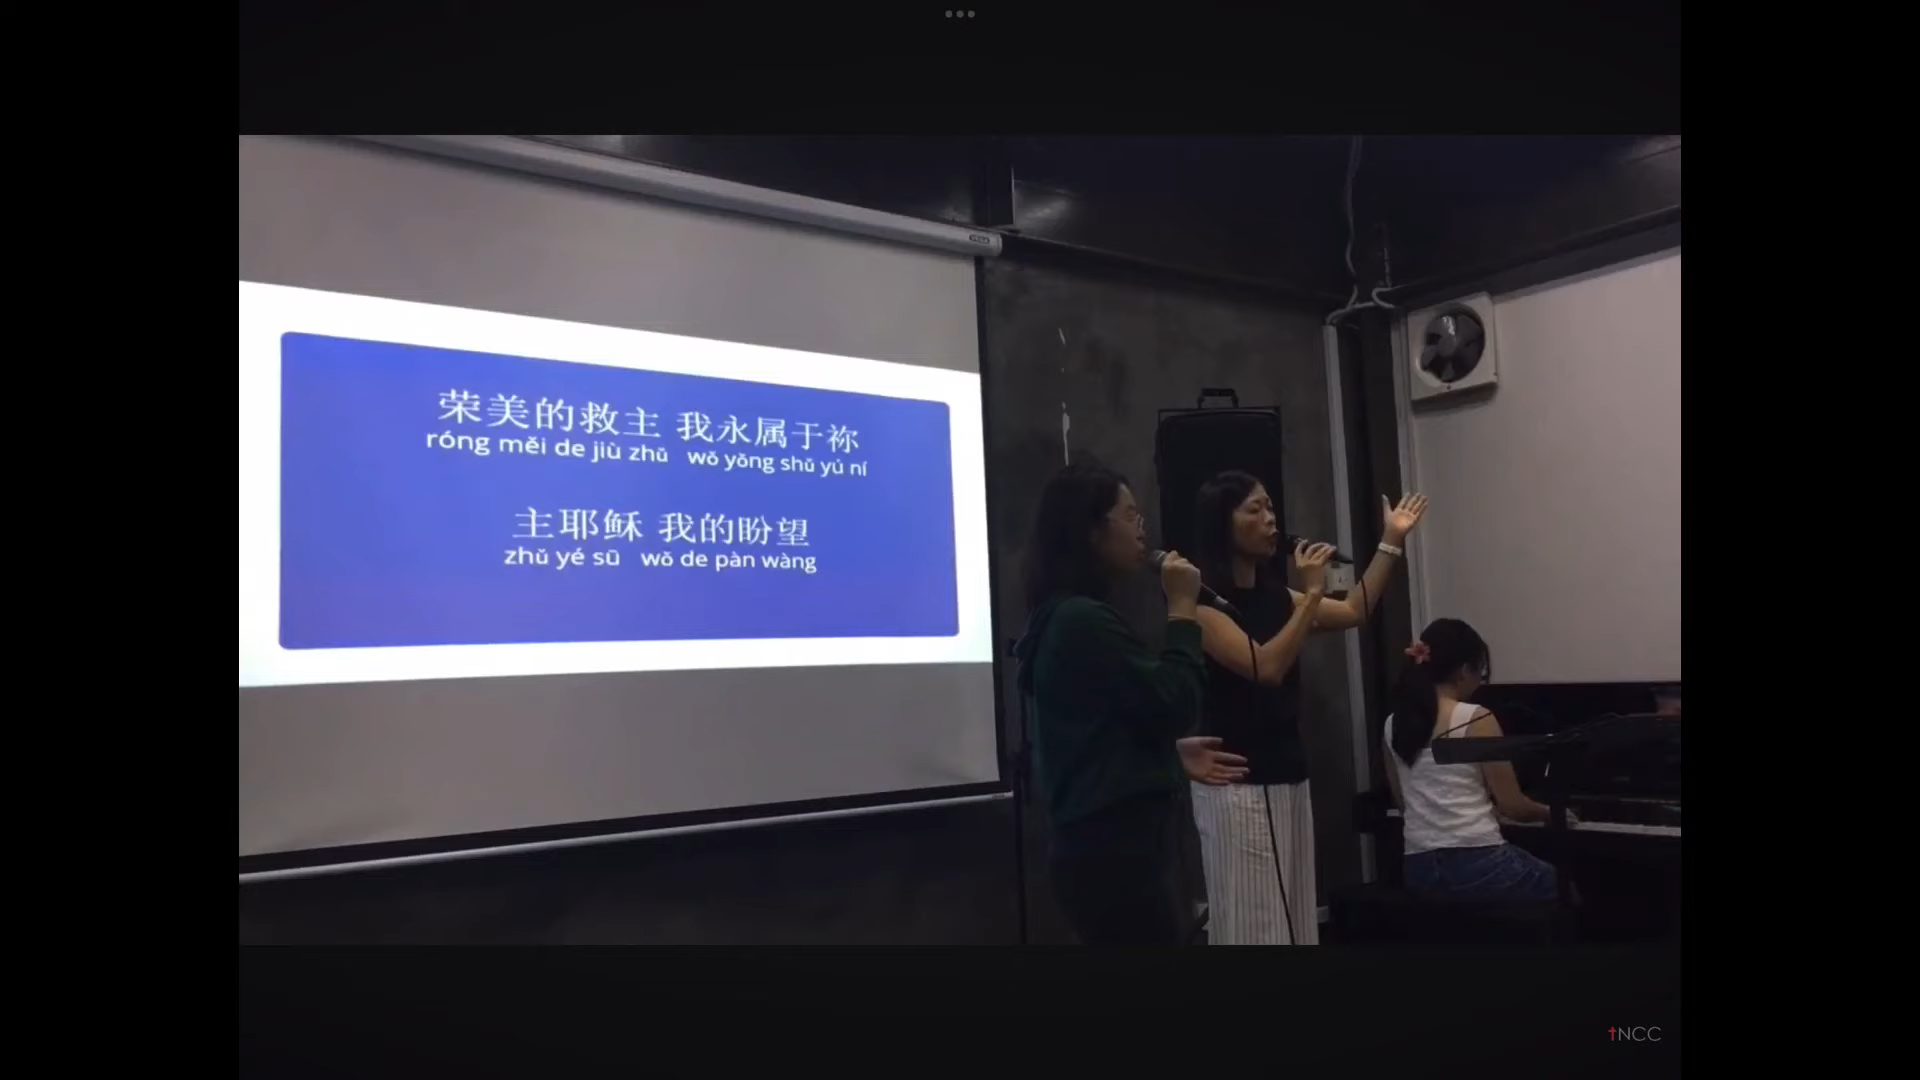 荣美的救主 我永属于祢
róng měi de jiù zhǔ wǒ yǒng shǔ yú ní
主耶稣 我的盼望
zhǔ yé sū wǒ de pàn wàng
†NCC